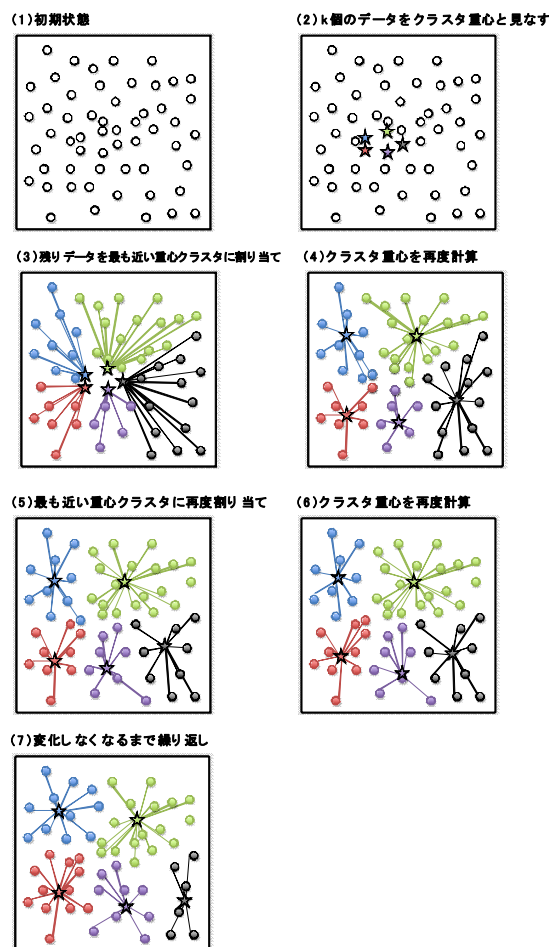 (1)初期状態
(2)k個のデータをクラスタ重心と見なす
(3)残りデータを最も近い重心クラスタに割り当て
(4)クラスタ重心を再度計算
(5)最も近い重心クラスタに再度割り当て
(6)クラスタ重心を再度計算
(7)変化しなくなるまで繰り返し